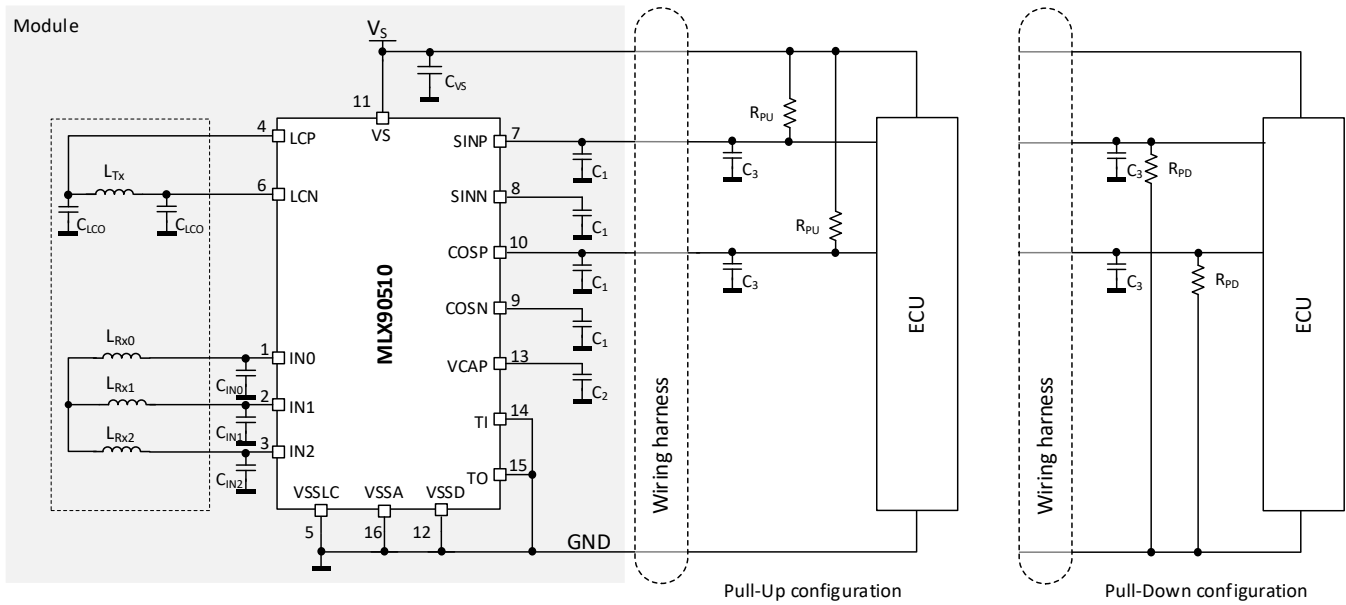 Module
VS
CVS
11
VS
4
LCP
LTx
6
LCN
CLCO
CLCO
MLX90510
LRx0
1
IN0
CIN0
LRx1
2
IN1
CIN1
LRx2
3
IN2
CIN2
VSSLC
VSSA
VSSD
5
16
12
SINP
7
C1
SINN
8
C1
COSP
10
C1
COSN
9
C1
VCAP
13
C2
TI
14
TO
15
GND
Wiring harness
RPU
C3
RPU
C3
ECU
Pull-Up configuration
Wiring harness
C3
RPD
C3
RPD
ECU
Pull-Down configuration